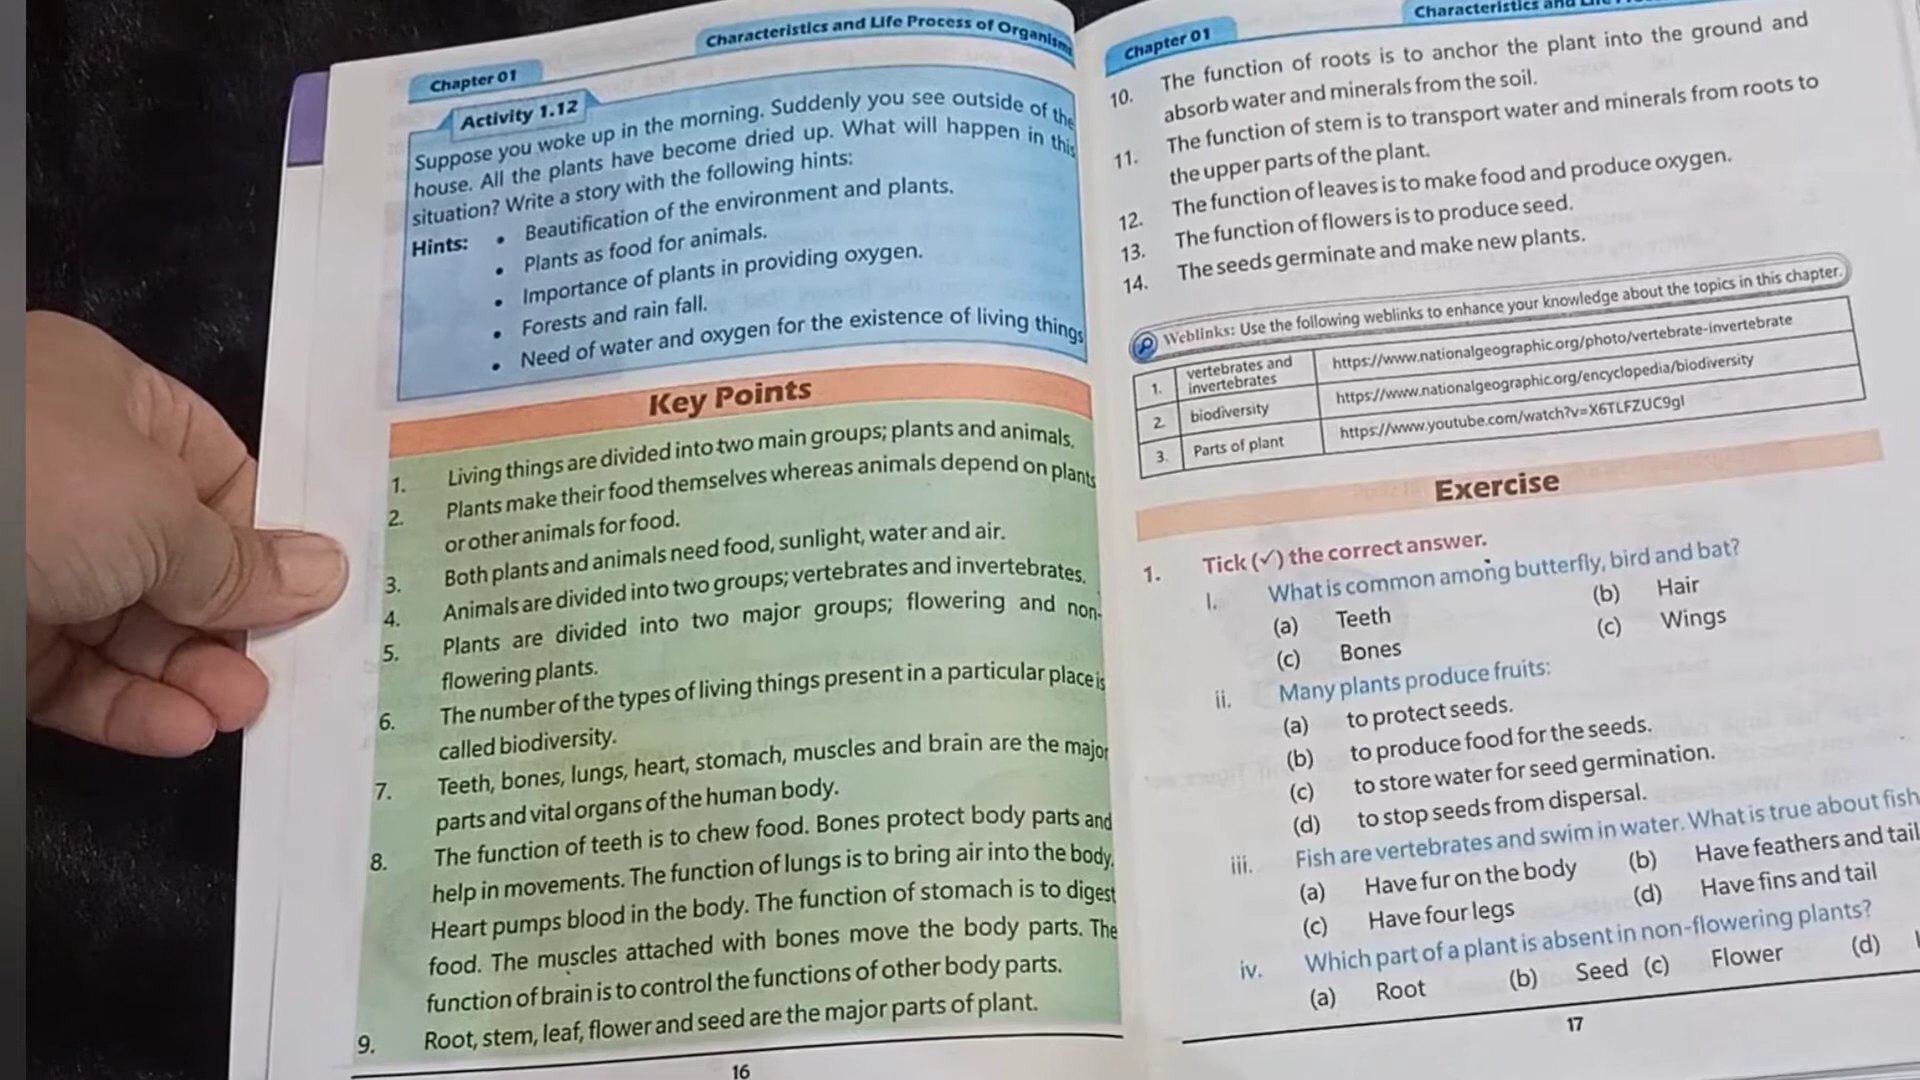 Chapter 01
Characteristics and Life Process of Organisms
Activity 1.12
Suppose you woke up in the morning. Suddenly you see outside of the
house. All the plants have become dried up. What will happen in this
situation? Write a story with the following hints:
Hints: • Beautification of the environment and plants.
• Plants as food for animals.
• Importance of plants in providing oxygen.
• Forests and rain fall.
• Need of water and oxygen for the existence of living things
Key Points
1. Living things are divided into two main groups; plants and animals.
2. Plants make their food themselves whereas animals depend on plants
or other animals for food.
3. Both plants and animals need food, sunlight, water and air.
4. Animals are divided into two groups; vertebrates and invertebrates.
5. Plants are divided into two major groups; flowering and non-
flowering plants.
6. The number of the types of living things present in a particular place is
called biodiversity.
7. Teeth, bones, lungs, heart, stomach, muscles and brain are the major
parts and vital organs of the human body.
8. The function of teeth is to chew food. Bones protect body parts and
help in movements. The function of lungs is to bring air into the body.
Heart pumps blood in the body. The function of stomach is to digest
food. The muscles attached with bones move the body parts. The
function of brain is to control the functions of other body parts.
9. Root, stem, leaf, flower and seed are the major parts of plant.
16
Chapter 01
Characteristics and
10. The function of roots is to anchor the plant into the ground and
absorb water and minerals from the soil.
11. The function of stem is to transport water and minerals from roots to
the upper parts of the plant.
12. The function of leaves is to make food and produce oxygen.
13. The function of flowers is to produce seed.
14. The seeds germinate and make new plants.
Weblinks: Use the following weblinks to enhance your knowledge about the topics in this chapter.
1. vertebrates and invertebrates https://www.nationalgeographic.org/photo/vertebrate-invertebrate
2. biodiversity https://www.nationalgeographic.org/encyclopedia/biodiversity
3. Parts of plant https://www.youtube.com/watch?v=X6TLFZUC9gI
Exercise
1. Tick (✓) the correct answer.
I. What is common among butterfly, bird and bat?
(a) Teeth (b) Hair
(c) Bones (c) Wings
ii. Many plants produce fruits:
(a) to protect seeds.
(b) to produce food for the seeds.
(c) to store water for seed germination.
(d) to stop seeds from dispersal.
iii. Fish are vertebrates and swim in water. What is true about fish
(a) Have fur on the body (b) Have feathers and tail
(c) Have four legs (d) Have fins and tail
iv. Which part of a plant is absent in non-flowering plants?
(a) Root (b) Seed (c) Flower (d)
17